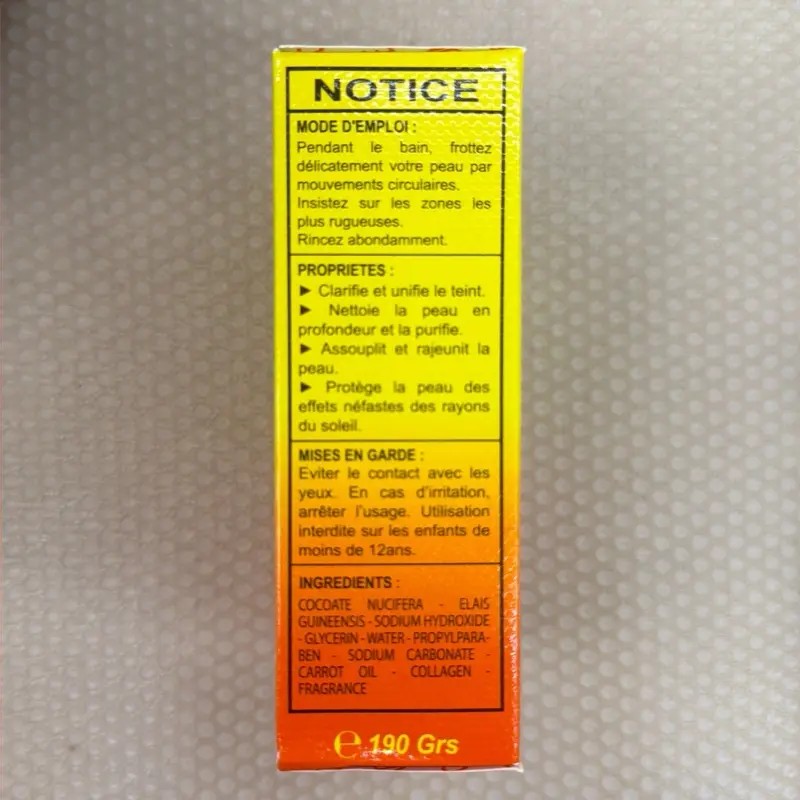 NOTICE
MODE D'EMPLOI :
Pendant le bain, frottez
délicatement votre peau par
mouvements circulaires.
Insistez sur les zones les
plus rugueuses.
Rincez abondamment.
PROPRIETES :
► Clarifie et unifie le teint.
► Nettoie la peau en
profondeur et la purifie.
► Assouplit et rajeunit la
peau.
► Protège la peau des
effets néfastes des rayons
du soleil.
MISES EN GARDE :
Eviter le contact avec les
yeux. En cas d'irritation,
arrêter l'usage. Utilisation
interdite sur les enfants de
moins de 12ans.
INGREDIENTS :
COCOATE NUCIFERA - ELAIS
GUINEENSIS - SODIUM HYDROXIDE
- GLYCERIN - WATER - PROPYLPARA-
BEN - SODIUM CARBONATE -
CARROT OIL - COLLAGEN -
FRAGRANCE
℮ 190 Grs